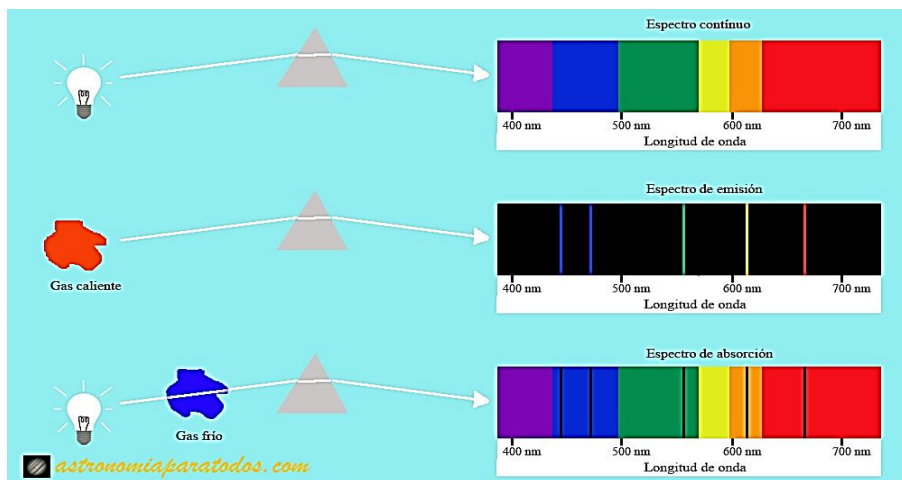 Espectro contínuo
400 nm 500 nm 600 nm 700 nm
Longitud de onda
Espectro de emisión
Gas caliente
400 nm 500 nm 600 nm 700 nm
Longitud de onda
Espectro de absorción
Gas frío
400 nm 500 nm 600 nm 700 nm
Longitud de onda
astronomiaparatodos.com